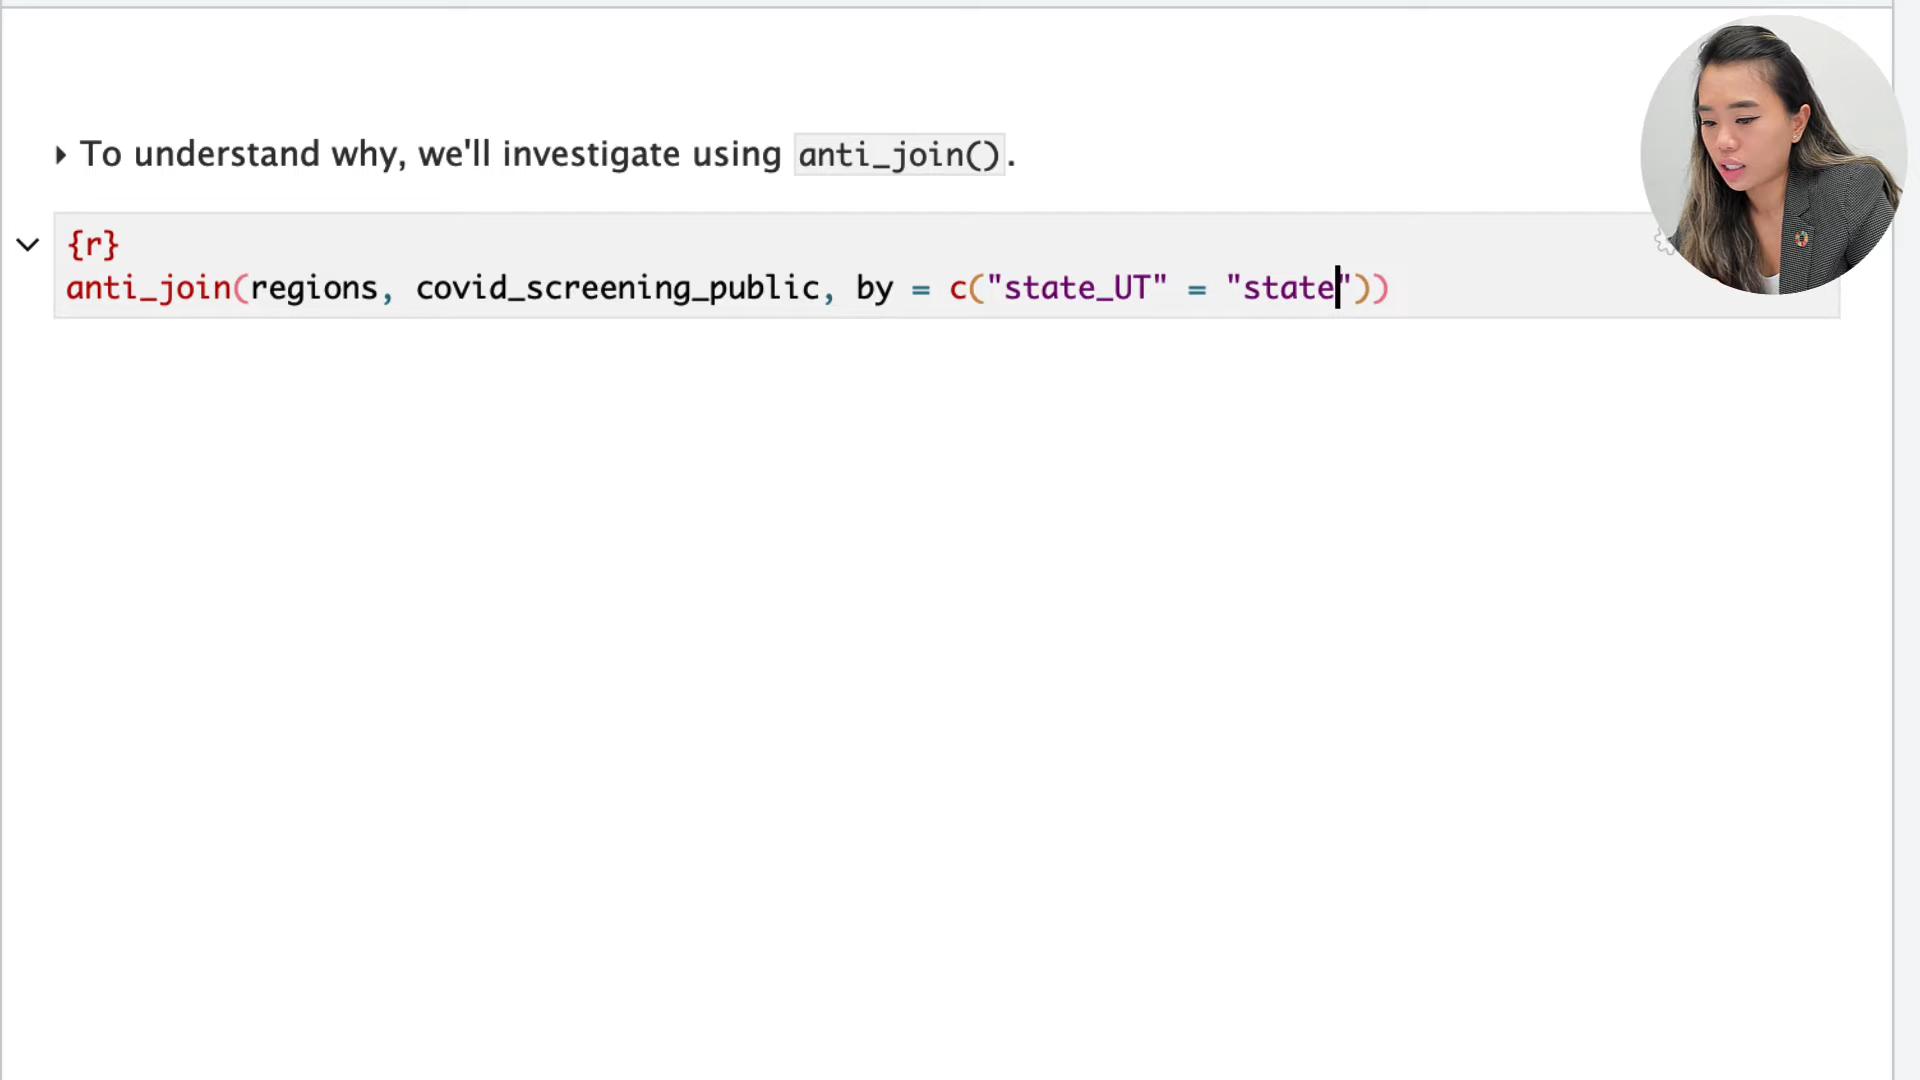 To understand why, we'll investigate using anti_join().
{r}
anti_join(regions, covid_screening_public, by = c("state_UT" = "state"))